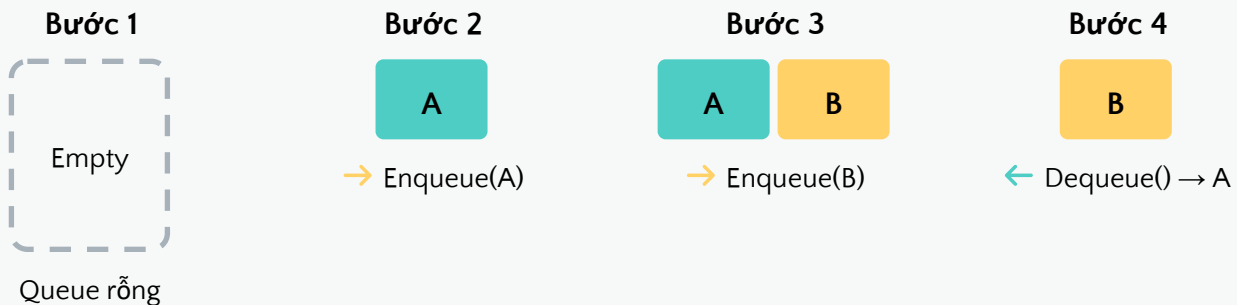 Bước 1
Empty
Queue rỗng
Bước 2
A
→ Enqueue(A)
Bước 3
A B
→ Enqueue(B)
Bước 4
B
← Dequeue() → A